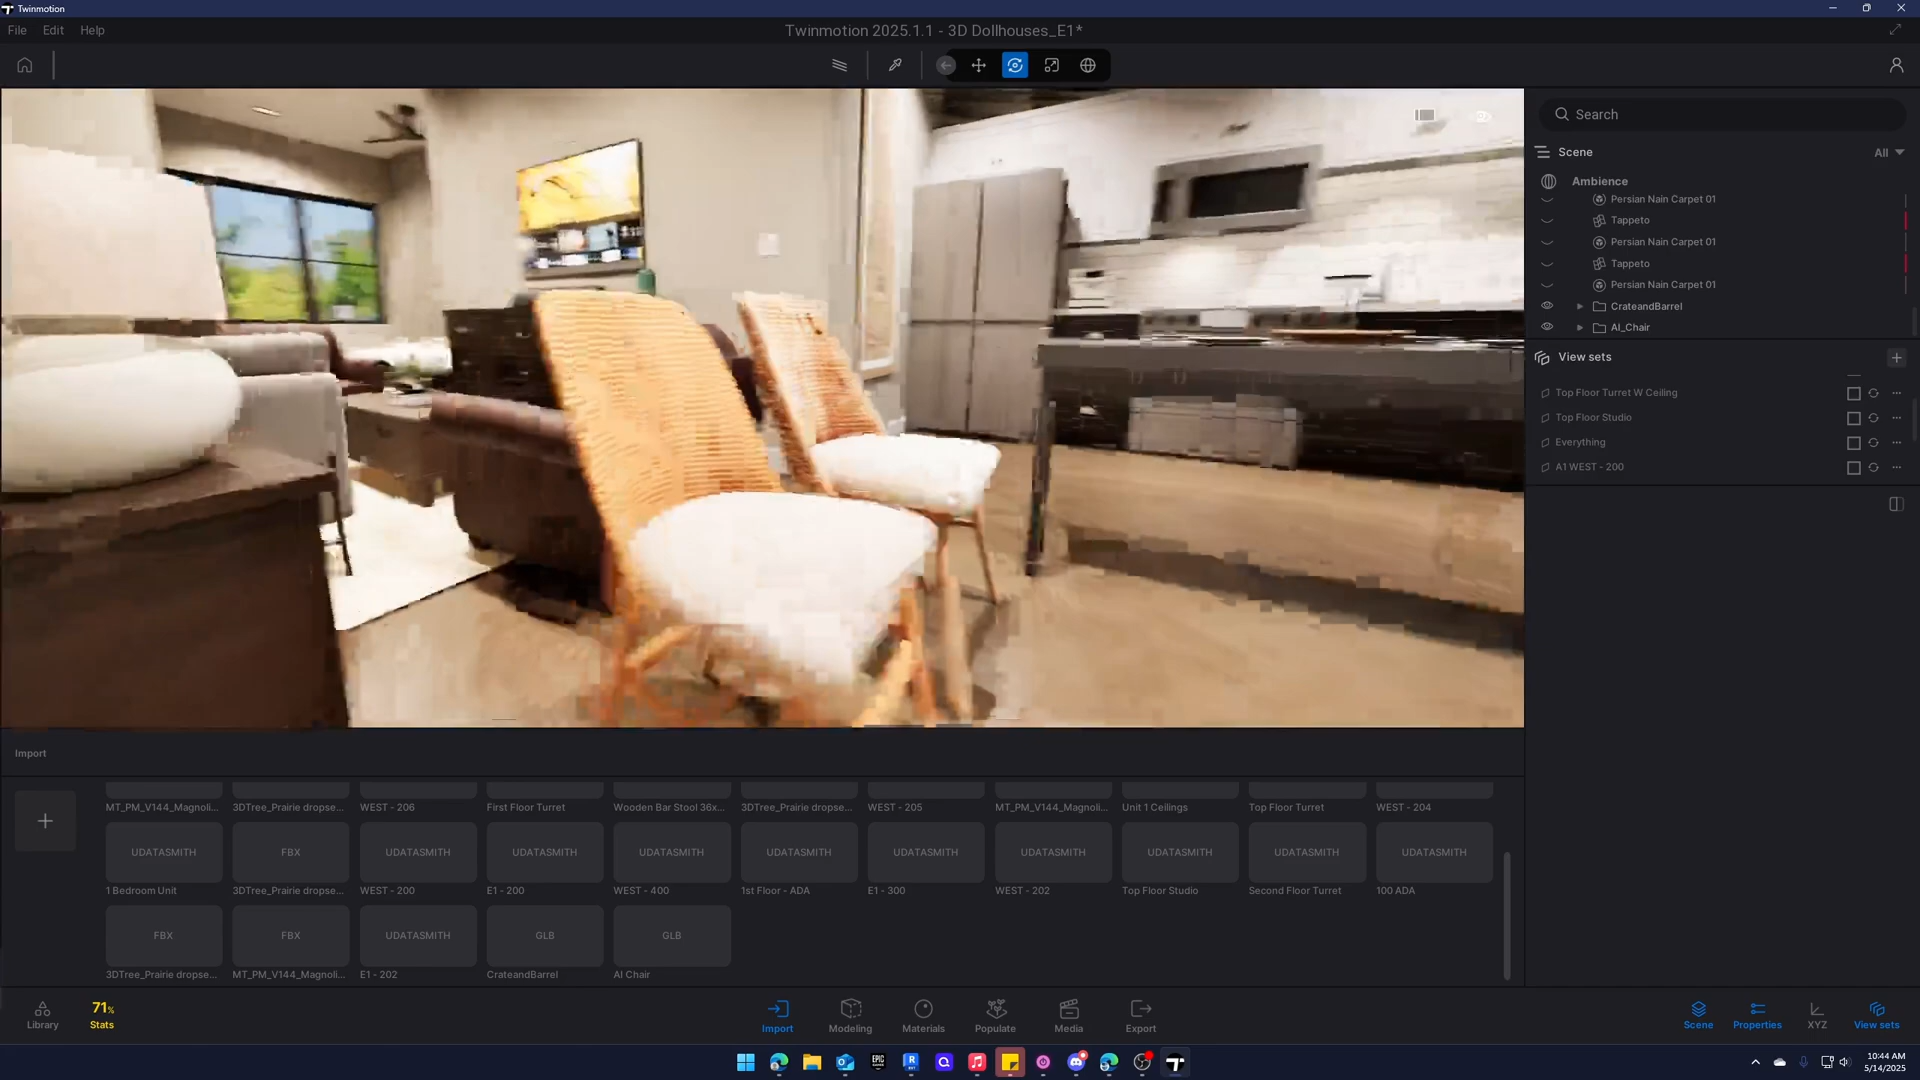 Twinmotion
File Edit Help
Twinmotion 2025.1.1 - 3D Dollhouses_E1*
Search
Scene
All
Ambience
Persian Nain Carpet 01
Tappeto
Persian Nain Carpet 01
Tappeto
Persian Nain Carpet 01
CrateandBarrel
AI_Chair
View sets
Top Floor Turret W Ceiling
Top Floor Studio
Everything
A1 WEST - 200
Import
MT_PM_V144_Magnoli... 3DTree_Prairie dropse... WEST - 206 First Floor Turret Wooden Bar Stool 36x... 3DTree_Prairie dropse... WEST - 205 MT_PM_V144_Magnoli... Unit 1 Ceilings Top Floor Turret WEST - 204
UDATASMITH FBX UDATASMITH UDATASMITH UDATASMITH UDATASMITH UDATASMITH UDATASMITH UDATASMITH UDATASMITH UDATASMITH
1 Bedroom Unit 3DTree_Prairie dropse... WEST - 200 E1 - 200 WEST - 400 1st Floor - ADA E1 - 300 WEST - 202 Top Floor Studio Second Floor Turret 100 ADA
FBX FBX UDATASMITH GLB GLB
3DTree_Prairie dropse... MT_PM_V144_Magnoli... E1 - 202 CrateandBarrel AI Chair
Library
71%
Stats
Import Modeling Materials Populate Media Export
Scene Properties XYZ View sets
EPIC GAMES
10:44 AM
5/14/2025